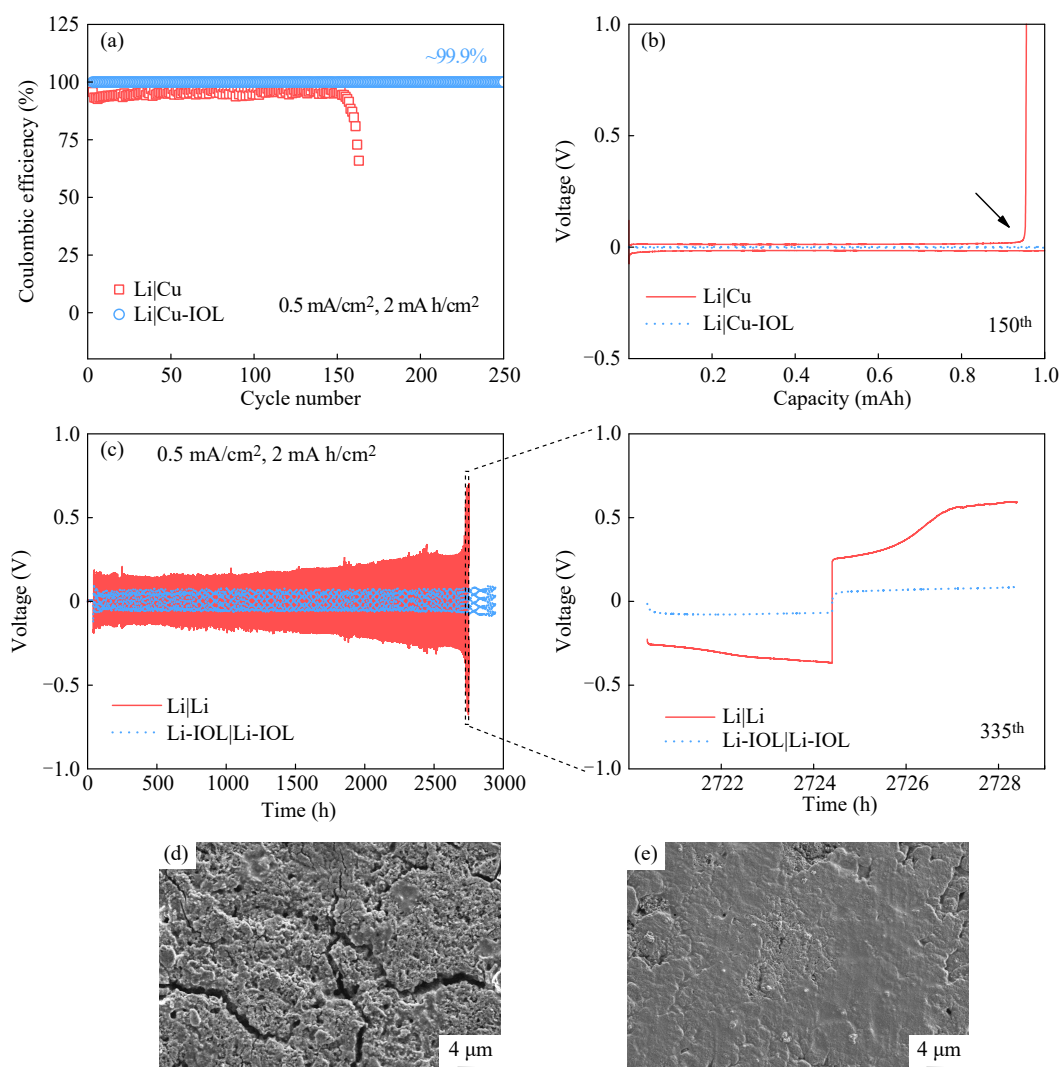 (a)
~99.9%
125
100
75
50
25
0
Coulombic efficiency (%)
Li|Cu
Li|Cu-IOL
0.5 mA/cm², 2 mA h/cm²
0
50
100
150
200
250
Cycle number
(b)
1.0
0.5
0
−0.5
Voltage (V)
Li|Cu
Li|Cu-IOL
150th
0.2
0.4
0.6
0.8
1.0
Capacity (mAh)
(c)
0.5 mA/cm², 2 mA h/cm²
1.0
0.5
0
−0.5
−1.0
Voltage (V)
Li|Li
Li-IOL|Li-IOL
0
500
1000
1500
2000
2500
3000
Time (h)
1.0
0.5
0
−0.5
−1.0
Voltage (V)
Li|Li
Li-IOL|Li-IOL
335th
2722
2724
2726
2728
Time (h)
(d)
4 μm
(e)
4 μm